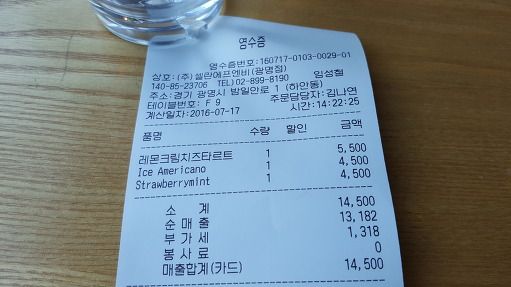 영수증
영수증번호:160717-0103-0029-01
상호:(주)셀란에프엔비(광명점)
140-85-23706 TEL)02-899-8190 임성철
주소:경기 광명시 밤일안로 1 (하안동)
테이블번호: F 9 주문담당자:김나연
계산일자:2016-07-17 시간:14:22:25
품명 수량 할인 금액
레몬크림치즈타르트 1 5,500
Ice Americano 1 4,500
Strawberrymint 1 4,500
소 계 14,500
순 매 출 13,182
부 가 세 1,318
봉 사 료 0
매출합계(카드) 14,500